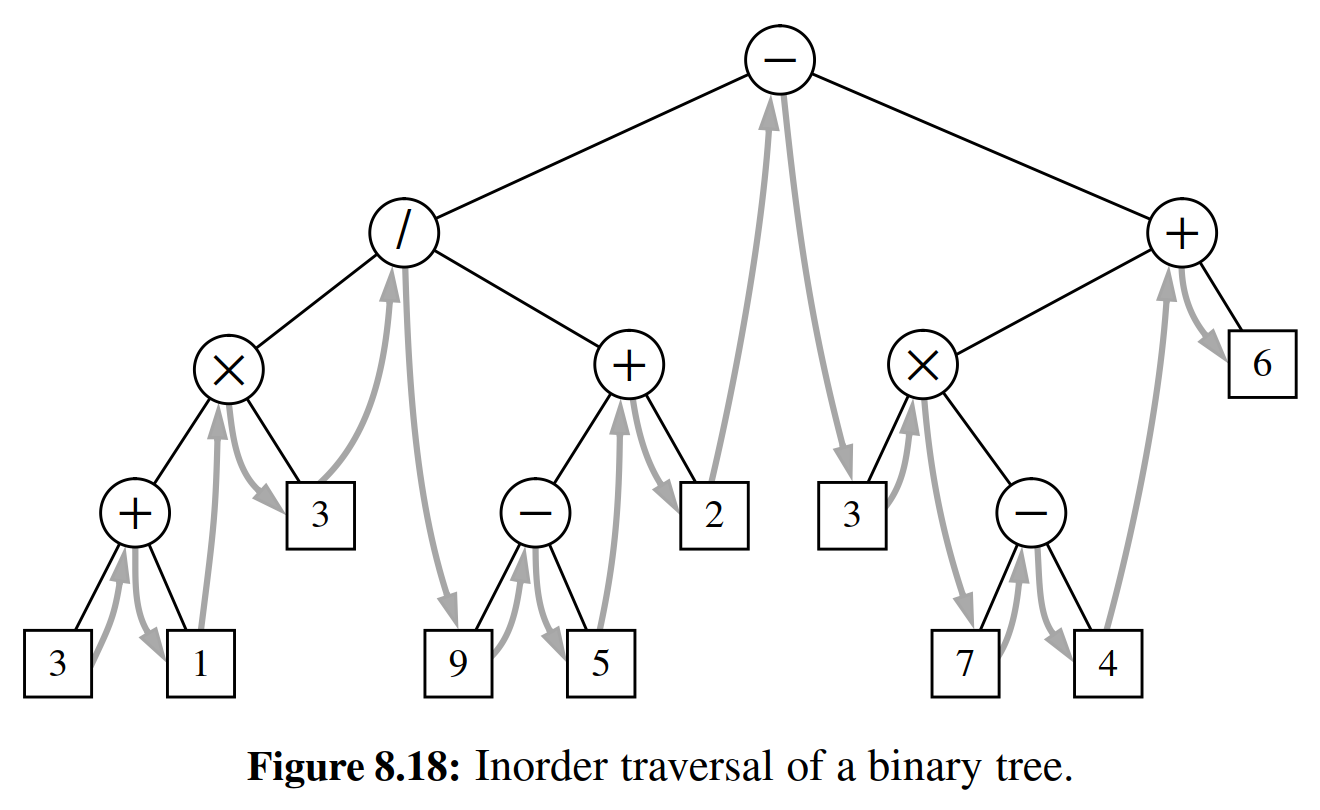 −
/ +
× + × 6
+ 3 − 2 3 −
3 1 9 5 7 4
Figure 8.18: Inorder traversal of a binary tree.